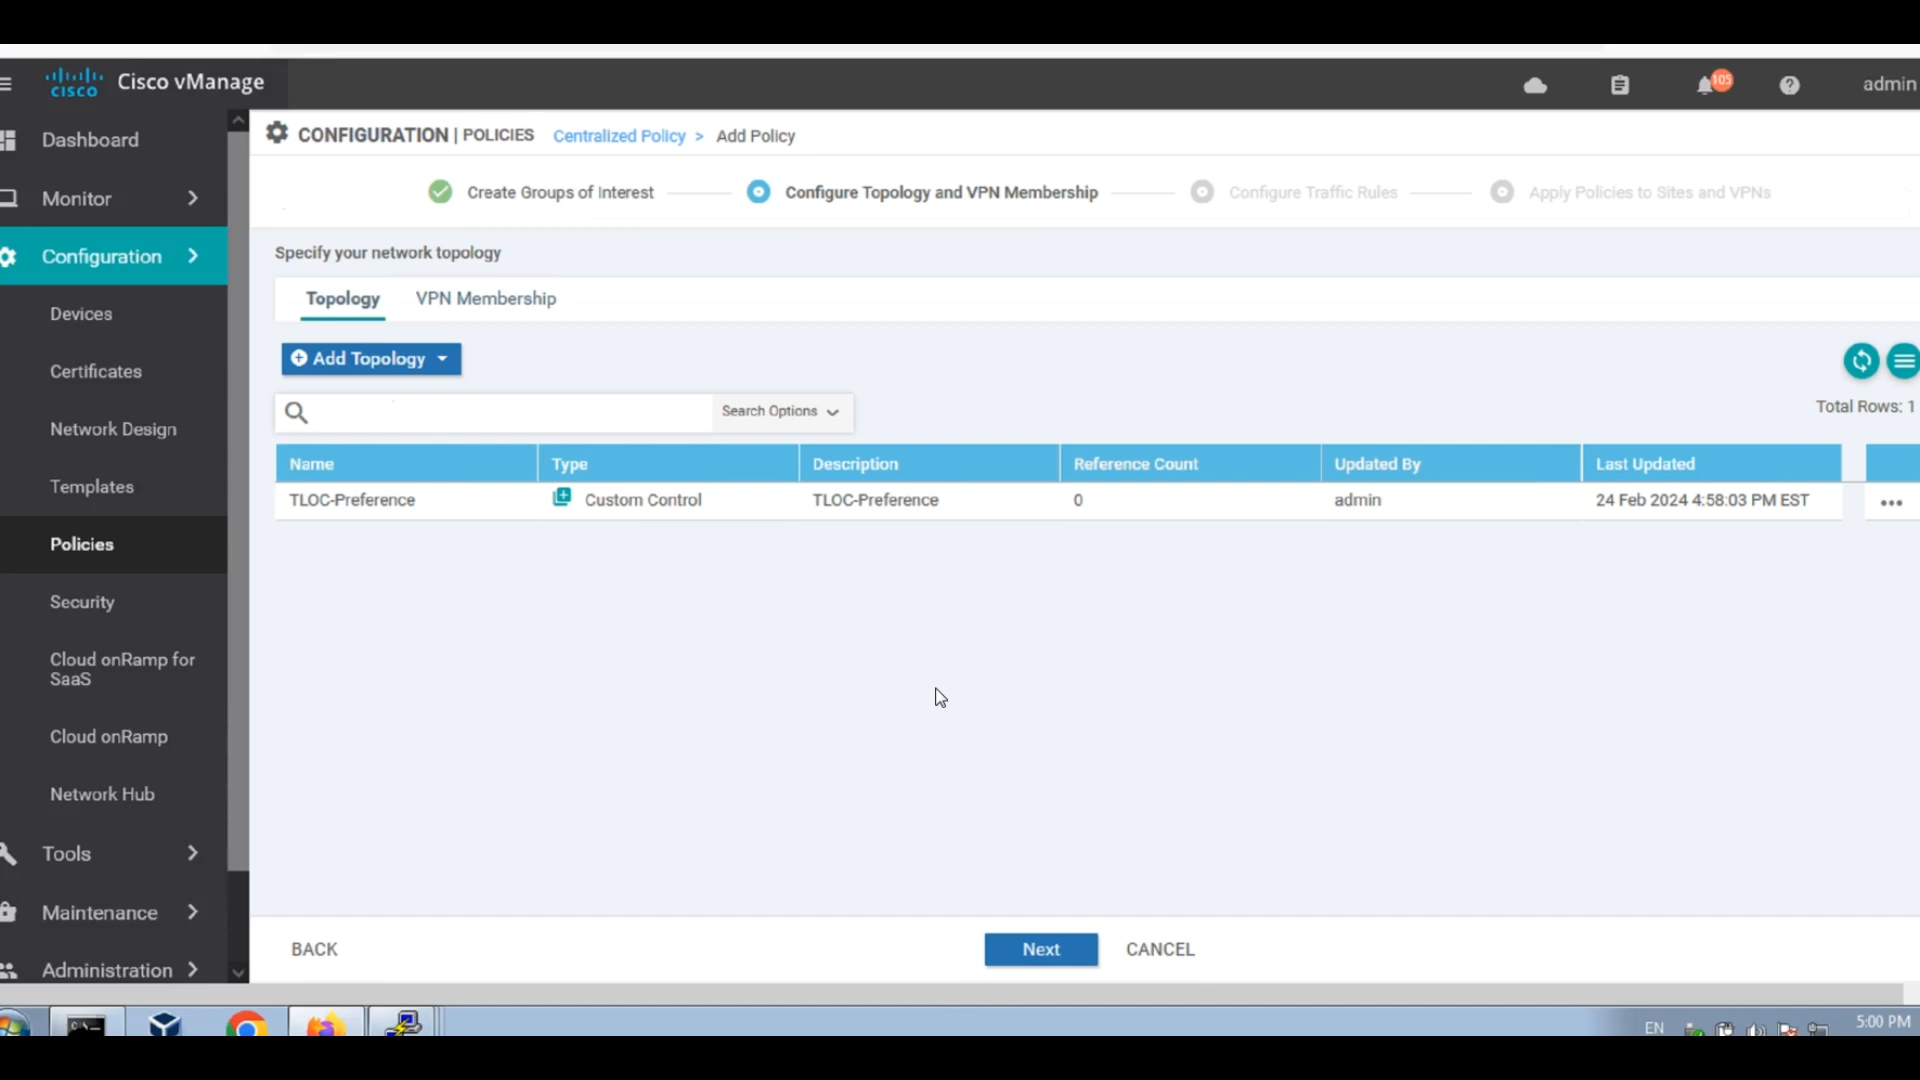 CISCO Cisco vManage
105
admin
Dashboard
Monitor
Configuration
Devices
Certificates
Network Design
Templates
Policies
Security
Cloud onRamp for
SaaS
Cloud onRamp
Network Hub
Tools
Maintenance
Administration
CONFIGURATION | POLICIES Centralized Policy > Add Policy
Create Groups of Interest Configure Topology and VPN Membership Configure Traffic Rules Apply Policies to Sites and VPNs
Specify your network topology
Topology VPN Membership
Add Topology
Search Options
Total Rows: 1
Name Type Description Reference Count Updated By Last Updated
TLOC-Preference Custom Control TLOC-Preference 0 admin 24 Feb 2024 4:58:03 PM EST
BACK Next CANCEL
EN 5:00 PM